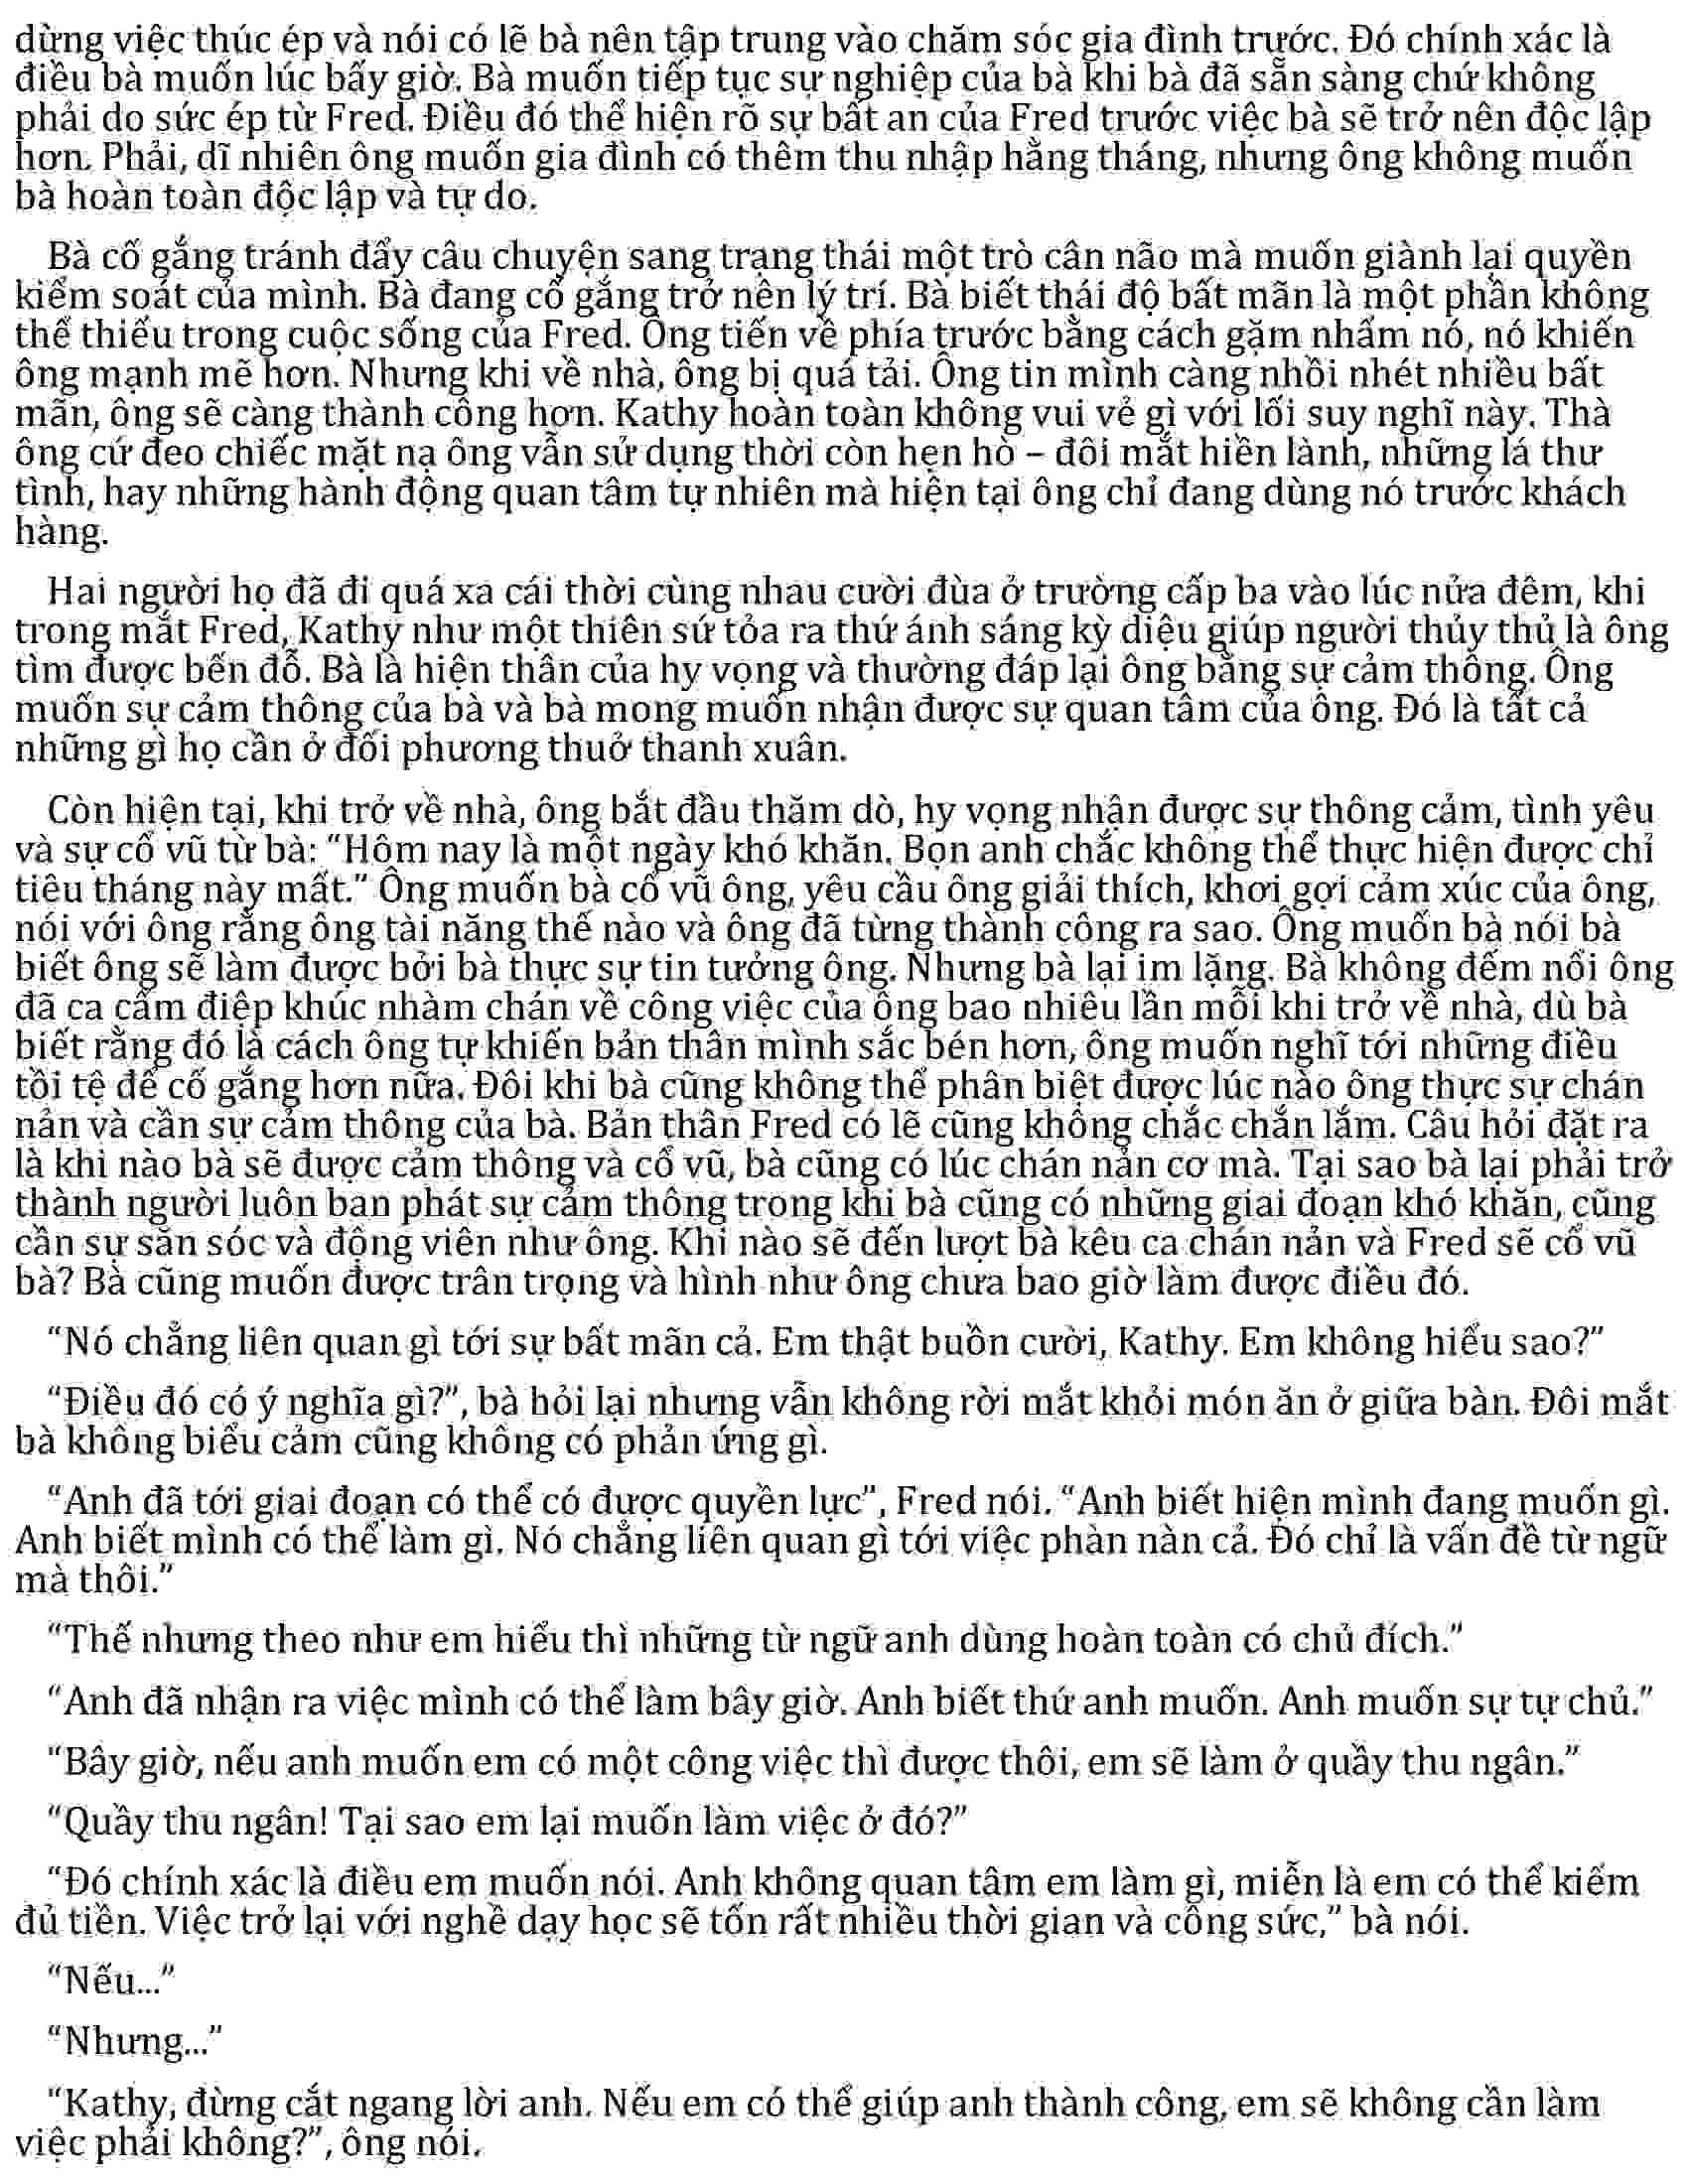 dừng việc thúc ép và nói có lẽ bà nên tập trung vào chăm sóc gia đình trước. Đó chính xác là
điều bà muốn lúc bấy giờ. Bà muốn tiếp tục sự nghiệp của bà khi bà đã sẵn sàng chứ không
phải do sức ép từ Fred. Điều đó thể hiện rõ sự bất an của Fred trước việc bà sẽ trở nên độc lập
hơn. Phải, dĩ nhiên ông muốn gia đình có thêm thu nhập hằng tháng, nhưng ông không muốn
bà hoàn toàn độc lập và tự do.
Bà cố gắng tránh đẩy câu chuyện sang trạng thái một trò cân não mà muốn giành lại quyền
kiểm soát của mình. Bà đang cố gắng trở nên lý trí. Bà biết thái độ bất mãn là một phần không
thể thiếu trong cuộc sống của Fred. Ông tiến về phía trước bằng cách gặm nhấm nó, nó khiến
ông mạnh mẽ hơn. Nhưng khi về nhà, ông bị quá tải. Ông tin mình càng nhồi nhét nhiều bất
mãn, ông sẽ càng thành công hơn. Kathy hoàn toàn không vui vẻ gì với lối suy nghĩ này. Thà
ông cứ đeo chiếc mặt nạ ông vẫn sử dụng thời còn hẹn hò – đôi mắt hiền lành, những lá thư
tình, hay những hành động quan tâm tự nhiên mà hiện tại ông chỉ đang dùng nó trước khách
hàng.
Hai người họ đã đi quá xa cái thời cùng nhau cười đùa ở trường cấp ba vào lúc nửa đêm, khi
trong mắt Fred, Kathy như một thiên sứ tỏa ra thứ ánh sáng kỳ diệu giúp người thủy thủ là ông
tìm được bến đỗ. Bà là hiện thân của hy vọng và thường đáp lại ông bằng sự cảm thông. Ông
muốn sự cảm thông của bà và bà mong muốn nhận được sự quan tâm của ông. Đó là tất cả
những gì họ cần ở đối phương thuở thanh xuân.
Còn hiện tại, khi trở về nhà, ông bắt đầu thăm dò, hy vọng nhận được sự thông cảm, tình yêu
và sự cổ vũ từ bà: “Hôm nay là một ngày khó khăn. Bọn anh chắc không thể thực hiện được chỉ
tiêu tháng này mất.” Ông muốn bà cổ vũ ông, yêu cầu ông giải thích, khơi gợi cảm xúc của ông,
nói với ông rằng ông tài năng thế nào và ông đã từng thành công ra sao. Ông muốn bà nói bà
biết ông sẽ làm được bởi bà thực sự tin tưởng ông. Nhưng bà lại im lặng. Bà không đếm nổi ông
đã ca cẩm điệp khúc nhàm chán về công việc của ông bao nhiêu lần mỗi khi trở về nhà, dù bà
biết rằng đó là cách ông tự khiến bản thân mình sắc bén hơn, ông muốn nghĩ tới những điều
tồi tệ để cố gắng hơn nữa. Đôi khi bà cũng không thể phân biệt được lúc nào ông thực sự chán
nản và cần sự cảm thông của bà. Bản thân Fred có lẽ cũng không chắc chắn lắm. Câu hỏi đặt ra
là khi nào bà sẽ được cảm thông và cổ vũ, bà cũng có lúc chán nản cơ mà. Tại sao bà lại phải trở
thành người luôn ban phát sự cảm thông trong khi bà cũng có những giai đoạn khó khăn, cũng
cần sự săn sóc và động viên như ông. Khi nào sẽ đến lượt bà kêu ca chán nản và Fred sẽ cổ vũ
bà? Bà cũng muốn được trân trọng và hình như ông chưa bao giờ làm được điều đó.
“Nó chẳng liên quan gì tới sự bất mãn cả. Em thật buồn cười, Kathy. Em không hiểu sao?”
“Điều đó có ý nghĩa gì?”, bà hỏi lại nhưng vẫn không rời mắt khỏi món ăn ở giữa bàn. Đôi mắt
bà không biểu cảm cũng không có phản ứng gì.
“Anh đã tới giai đoạn có thể có được quyền lực”, Fred nói. “Anh biết hiện mình đang muốn gì.
Anh biết mình có thể làm gì. Nó chẳng liên quan gì tới việc phàn nàn cả. Đó chỉ là vấn đề từ ngữ
mà thôi.”
“Thế nhưng theo như em hiểu thì những từ ngữ anh dùng hoàn toàn có chủ đích.”
“Anh đã nhận ra việc mình có thể làm bây giờ. Anh biết thứ anh muốn. Anh muốn sự tự chủ.”
“Bây giờ, nếu anh muốn em có một công việc thì được thôi, em sẽ làm ở quầy thu ngân.”
“Quầy thu ngân! Tại sao em lại muốn làm việc ở đó?”
“Đó chính xác là điều em muốn nói. Anh không quan tâm em làm gì, miễn là em có thể kiếm
đủ tiền. Việc trở lại với nghề dạy học sẽ tốn rất nhiều thời gian và công sức,” bà nói.
“Nếu...”
“Nhưng...”
“Kathy, đừng cắt ngang lời anh. Nếu em có thể giúp anh thành công, em sẽ không cần làm
việc phải không?”, ông nói.